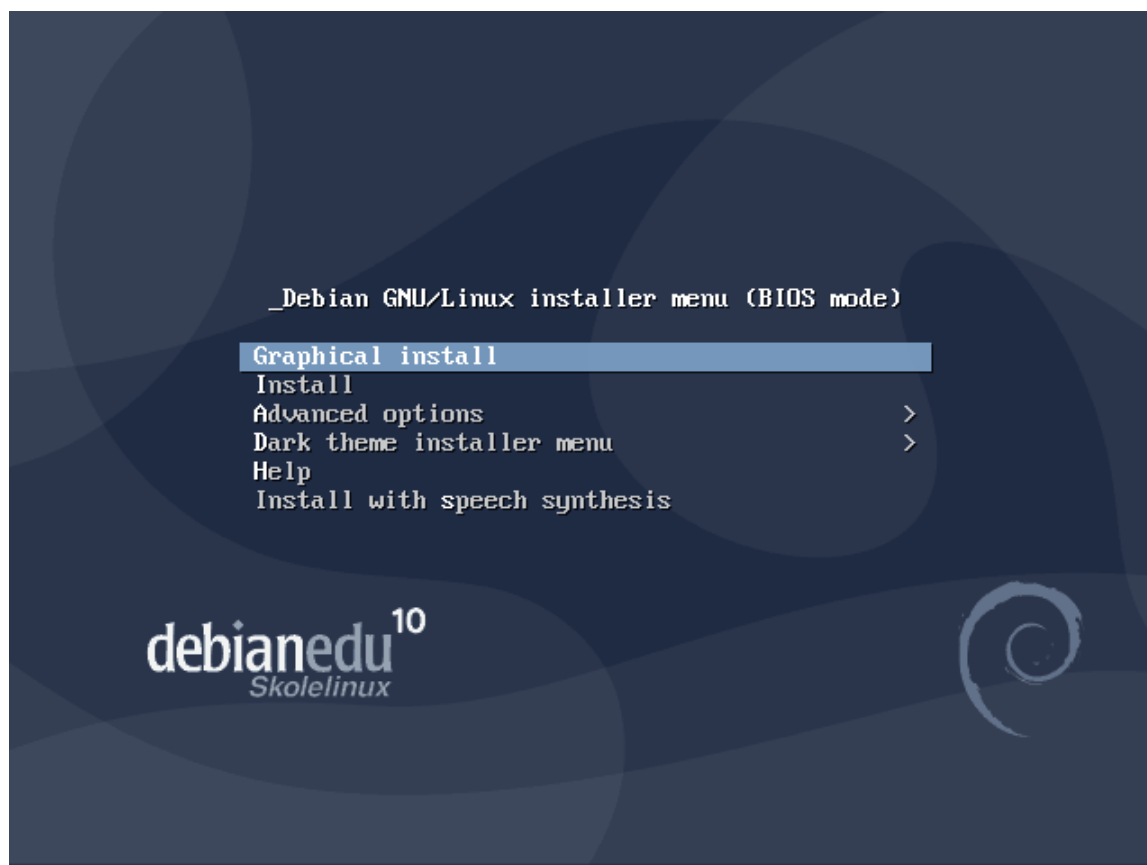 _Debian GNU/Linux installer menu (BIOS mode)
Graphical install
Install
Advanced options >
Dark theme installer menu >
Help
Install with speech synthesis
debianedu 10
Skolelinux